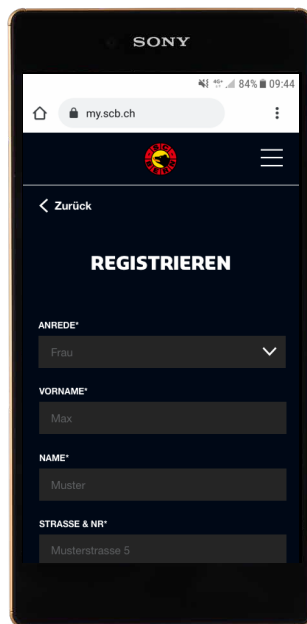 SONY
84% 09:44
my.scb.ch
Zurück
REGISTRIEREN
ANREDE*
Frau
VORNAME*
Max
NAME*
Muster
STRASSE & NR*
Musterstrasse 5